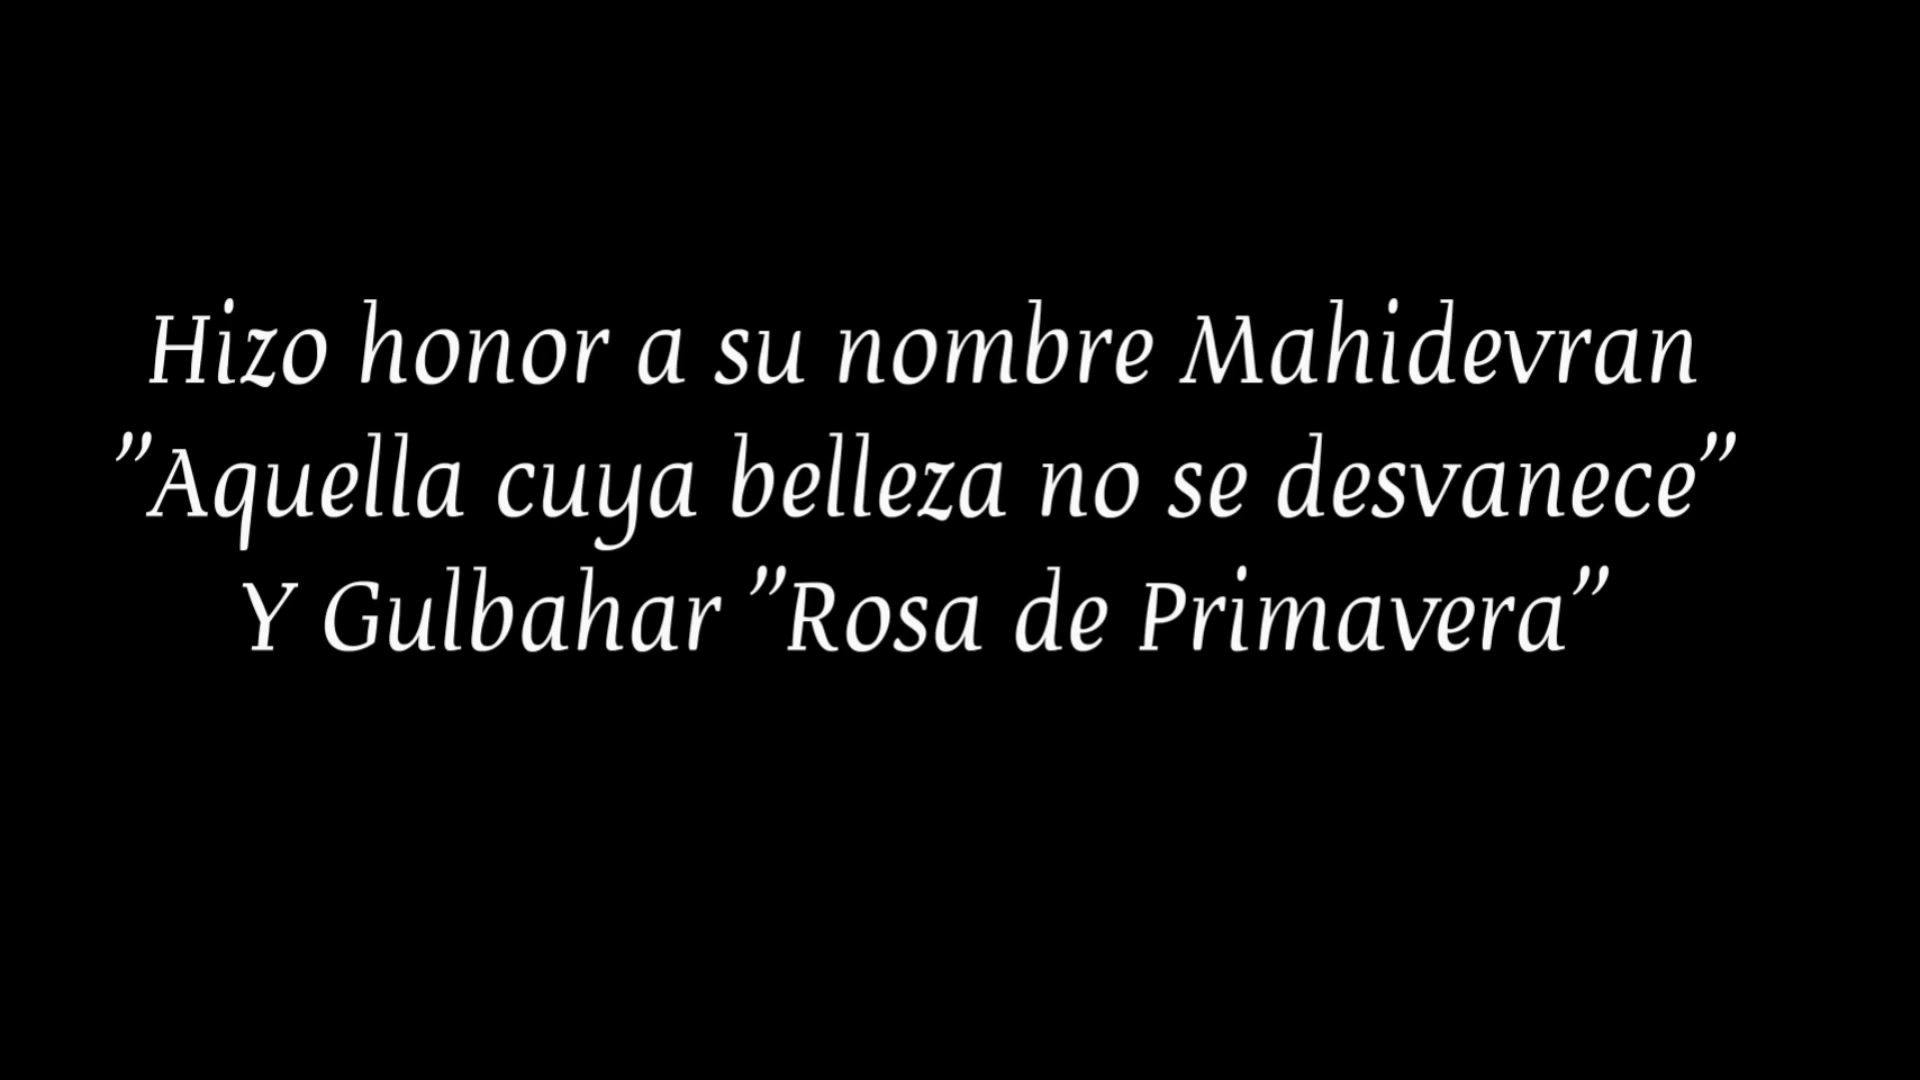 Hizo honor a su nombre Mahidevran
”Aquella cuya belleza no se desvanece”
Y Gulbahar ”Rosa de Primavera”